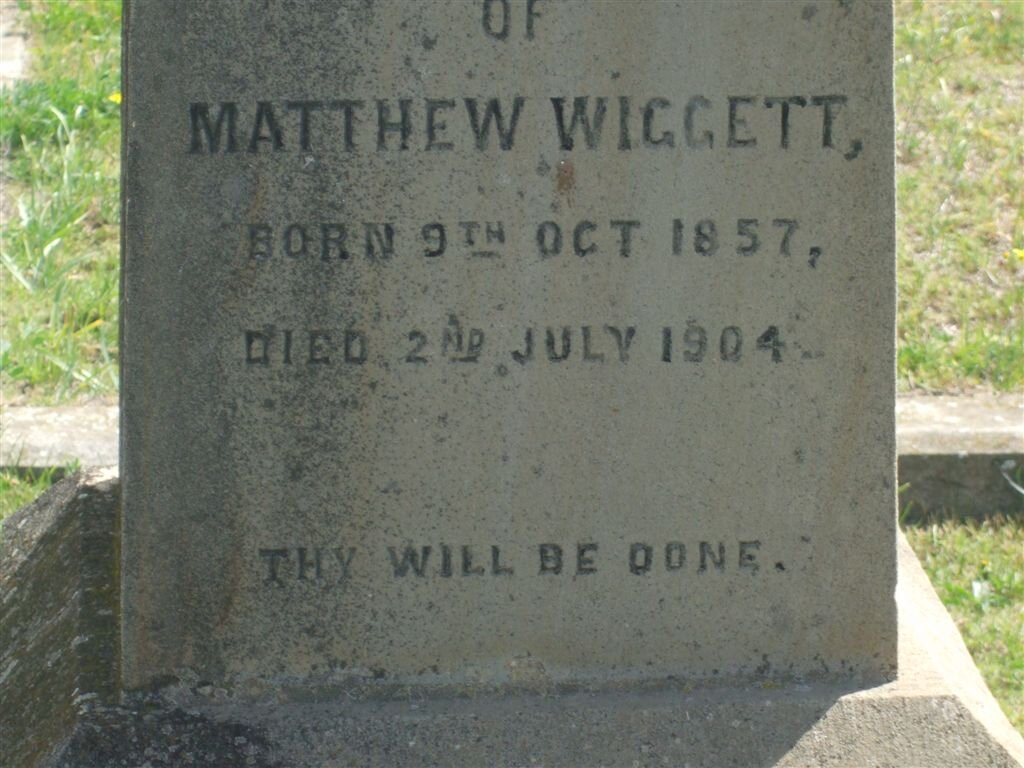 OF
MATTHEW WIGGETT,
BORN 9TH OCT 1857,
DIED 2ND JULY 1904
THY WILL BE DONE.